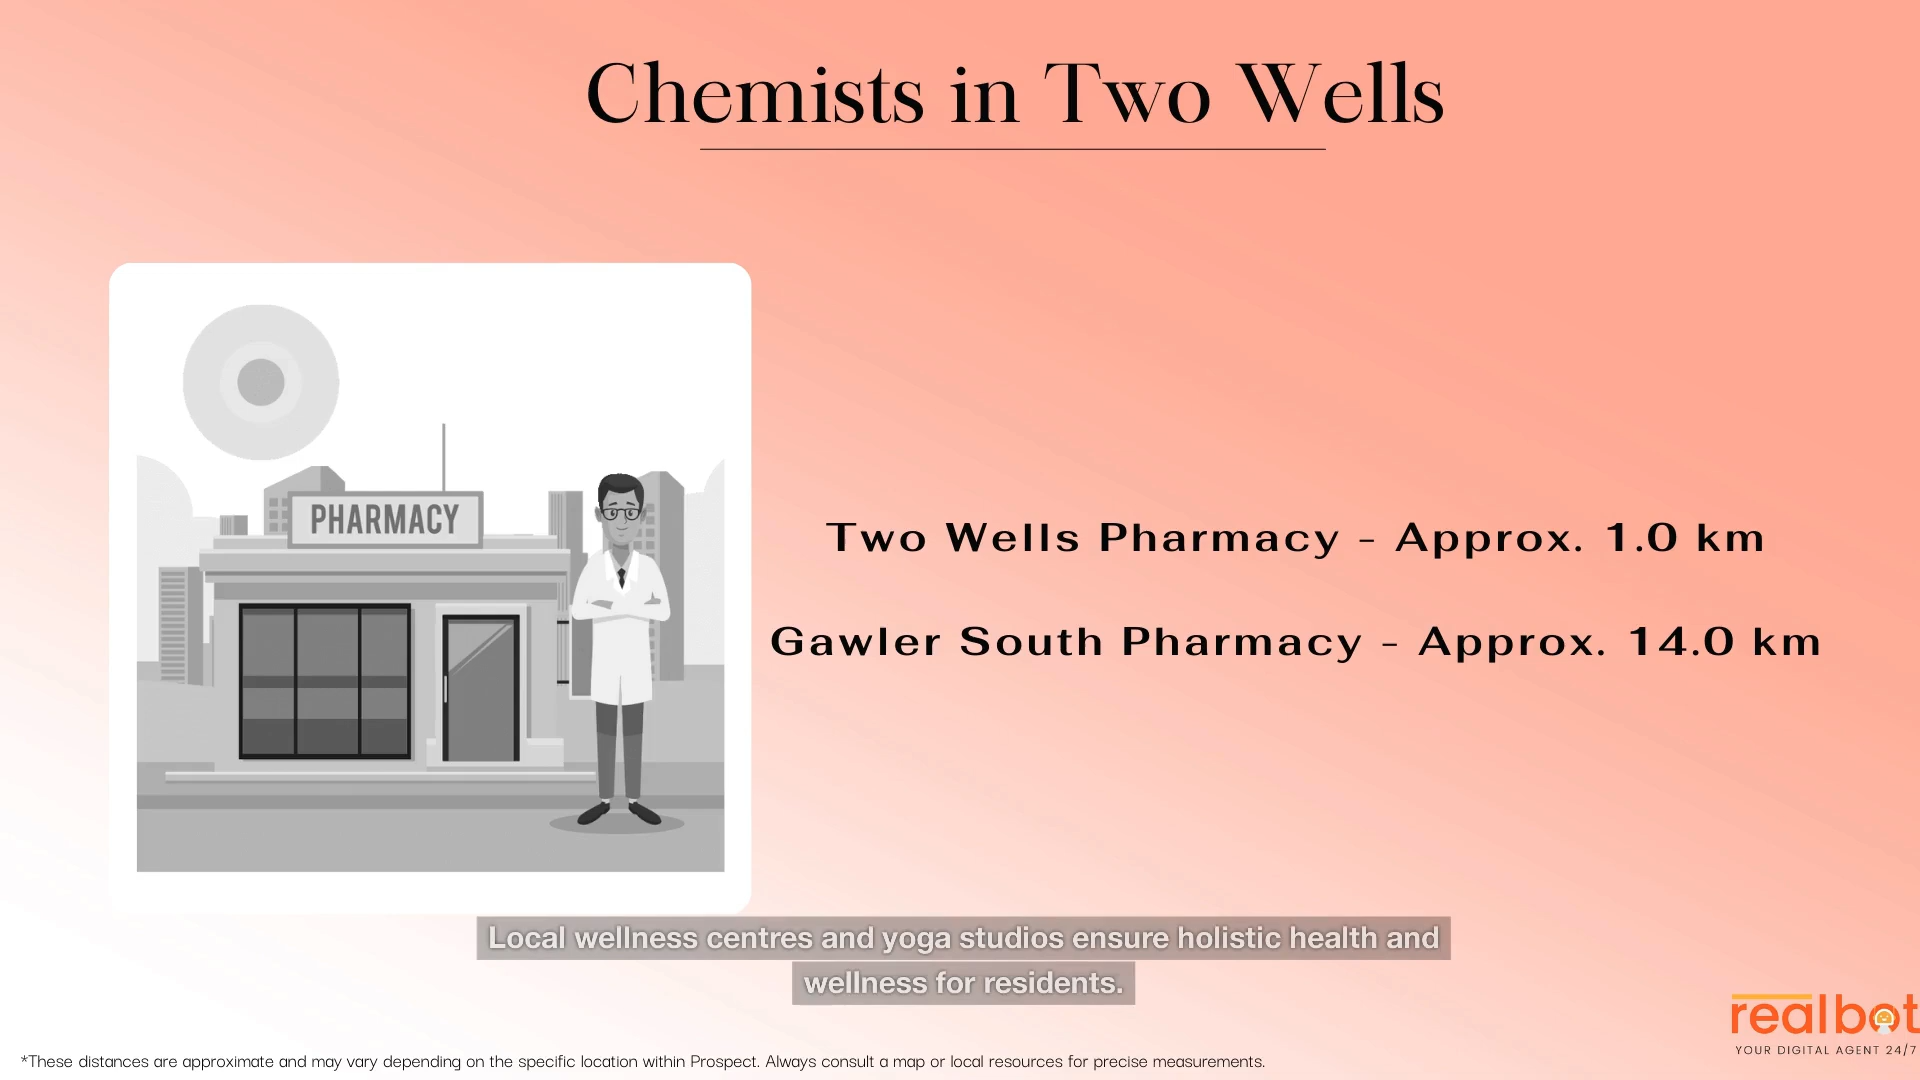 Chemists in Two Wells
PHARMACY
Two Wells Pharmacy - Approx. 1.0 km
Gawler South Pharmacy - Approx. 14.0 km
Local wellness centres and yoga studios ensure holistic health and
wellness for residents.
realbot
YOUR DIGITAL AGENT 24/7
*These distances are approximate and may vary depending on the specific location within Prospect. Always consult a map or local resources for precise measurements.